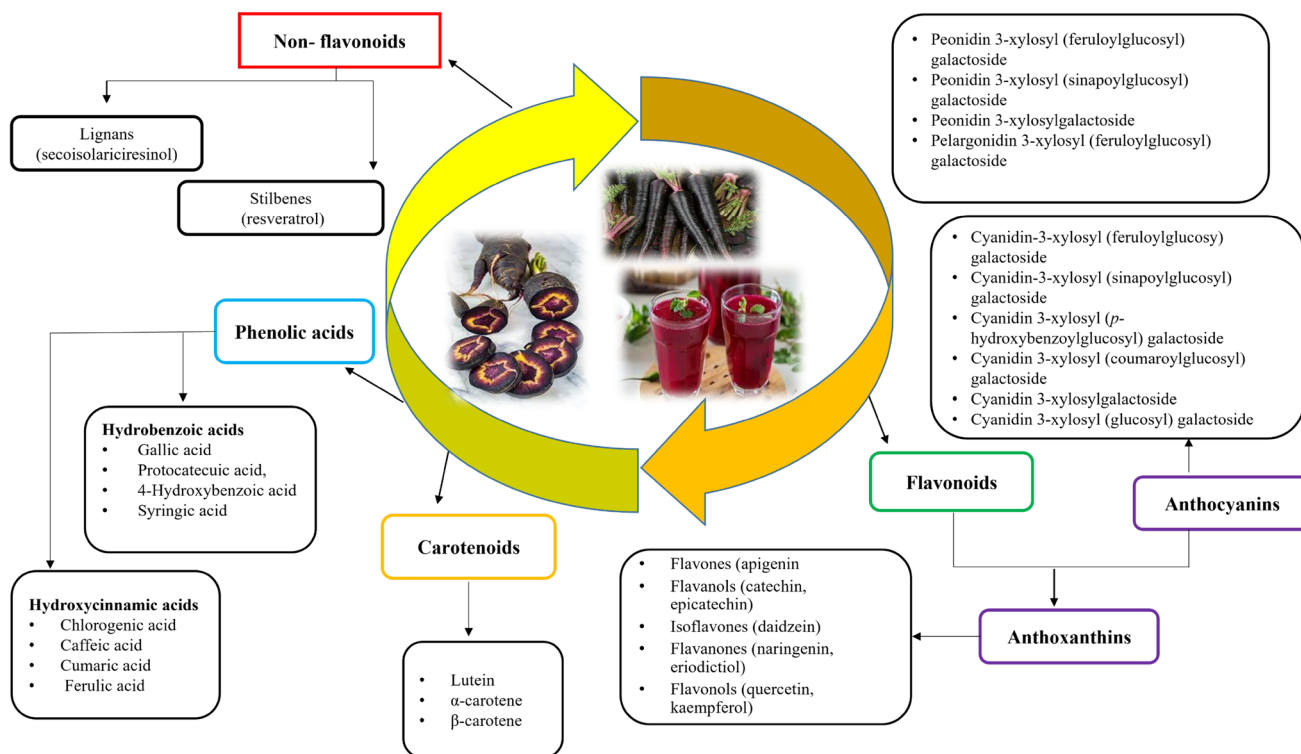 Non- flavonoids
Lignans
(secoisolariciresinol)
Stilbenes
(resveratrol)
Phenolic acids
Hydrobenzoic acids
• Gallic acid
• Protocatecuic acid,
• 4-Hydroxybenzoic acid
• Syringic acid
Hydroxycinnamic acids
• Chlorogenic acid
• Caffeic acid
• Cumaric acid
• Ferulic acid
Carotenoids
• Lutein
• α-carotene
• β-carotene
• Peonidin 3-xylosyl (feruloylglucosyl)
galactoside
• Peonidin 3-xylosyl (sinapoylglucosyl)
galactoside
• Peonidin 3-xylosylgalactoside
• Pelargonidin 3-xylosyl (feruloylglucosyl)
galactoside
• Cyanidin-3-xylosyl (feruloylglucosy)
galactoside
• Cyanidin-3-xylosyl (sinapoylglucosyl)
galactoside
• Cyanidin 3-xylosyl (p-
hydroxybenzoylglucosyl) galactoside
• Cyanidin 3-xylosyl (coumaroylglucosyl)
galactoside
• Cyanidin 3-xylosylgalactoside
• Cyanidin 3-xylosyl (glucosyl) galactoside
Flavonoids
Anthocyanins
Anthoxanthins
• Flavones (apigenin
• Flavanols (catechin,
epicatechin)
• Isoflavones (daidzein)
• Flavanones (naringenin,
eriodictiol)
• Flavonols (quercetin,
kaempferol)